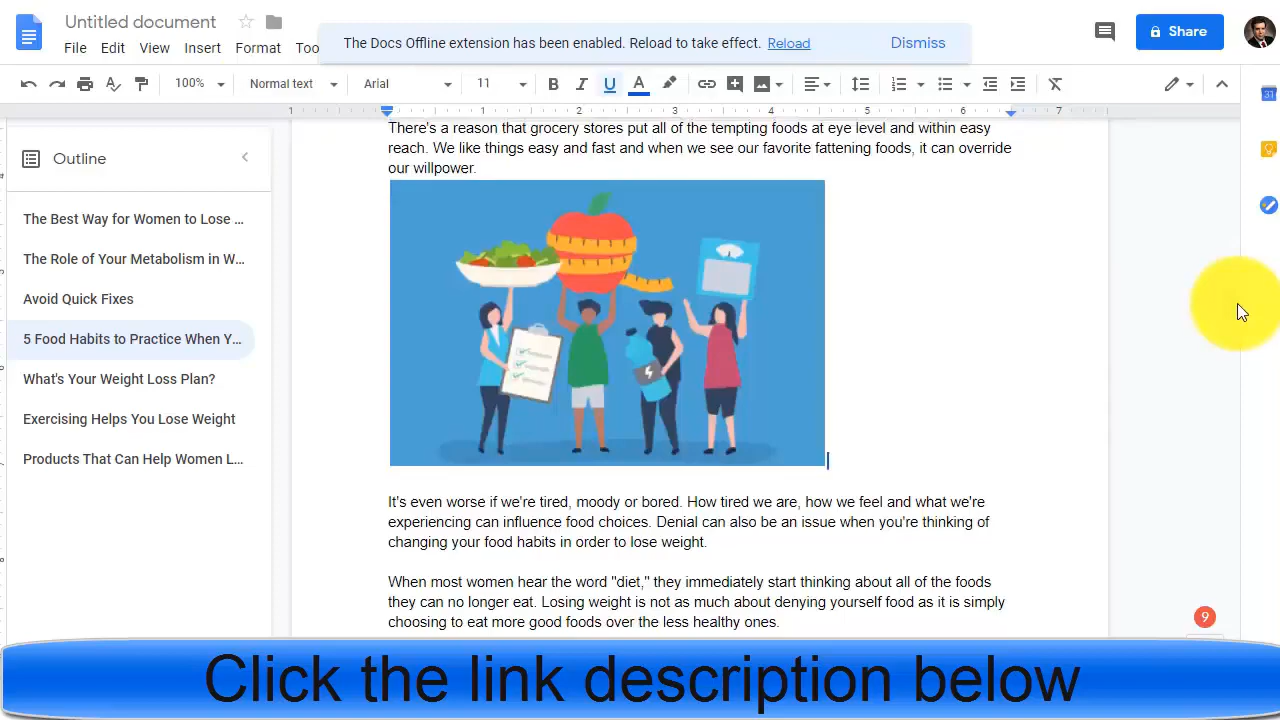 Untitled document
File Edit View Insert Format Too
The Docs Offline extension has been enabled. Reload to take effect. Reload Dismiss
Share
100% Normal text Arial 11 B I U A
1 1 2 3 4 5 6 7
Outline
The Best Way for Women to Lose ...
The Role of Your Metabolism in W...
Avoid Quick Fixes
5 Food Habits to Practice When Y...
What's Your Weight Loss Plan?
Exercising Helps You Lose Weight
Products That Can Help Women L...
There's a reason that grocery stores put all of the tempting foods at eye level and within easy
reach. We like things easy and fast and when we see our favorite fattening foods, it can override
our willpower.
It's even worse if we're tired, moody or bored. How tired we are, how we feel and what we're
experiencing can influence food choices. Denial can also be an issue when you're thinking of
changing your food habits in order to lose weight.
When most women hear the word "diet," they immediately start thinking about all of the foods
they can no longer eat. Losing weight is not as much about denying yourself food as it is simply
choosing to eat more good foods over the less healthy ones.
31
9
Click the link description below